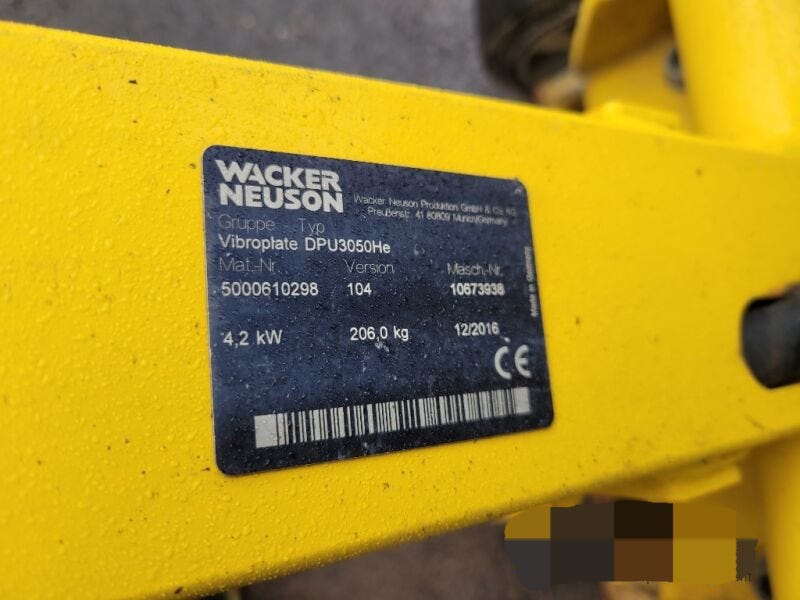 WACKER
NEUSON
Wacker Neuson Produktion GmbH & Co. KG
Preußenstr. 41 80809 Munich/Germany
Gruppe - Typ
Vibroplate DPU3050He
Mat.-Nr. Version Masch.-Nr.
5000610298 104 10673938
4,2 kW 206,0 kg 12/2016
CE
Made in Germany